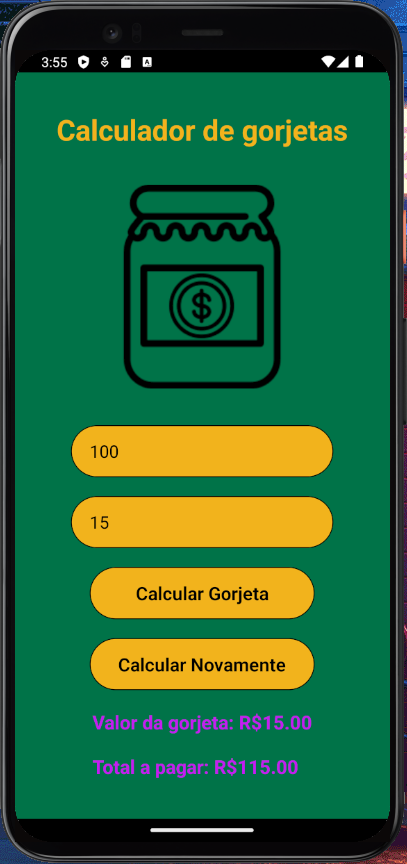 3:55
A
Calculador de gorjetas
$
100
15
Calcular Gorjeta
Calcular Novamente
Valor da gorjeta: R$15.00
Total a pagar: R$115.00